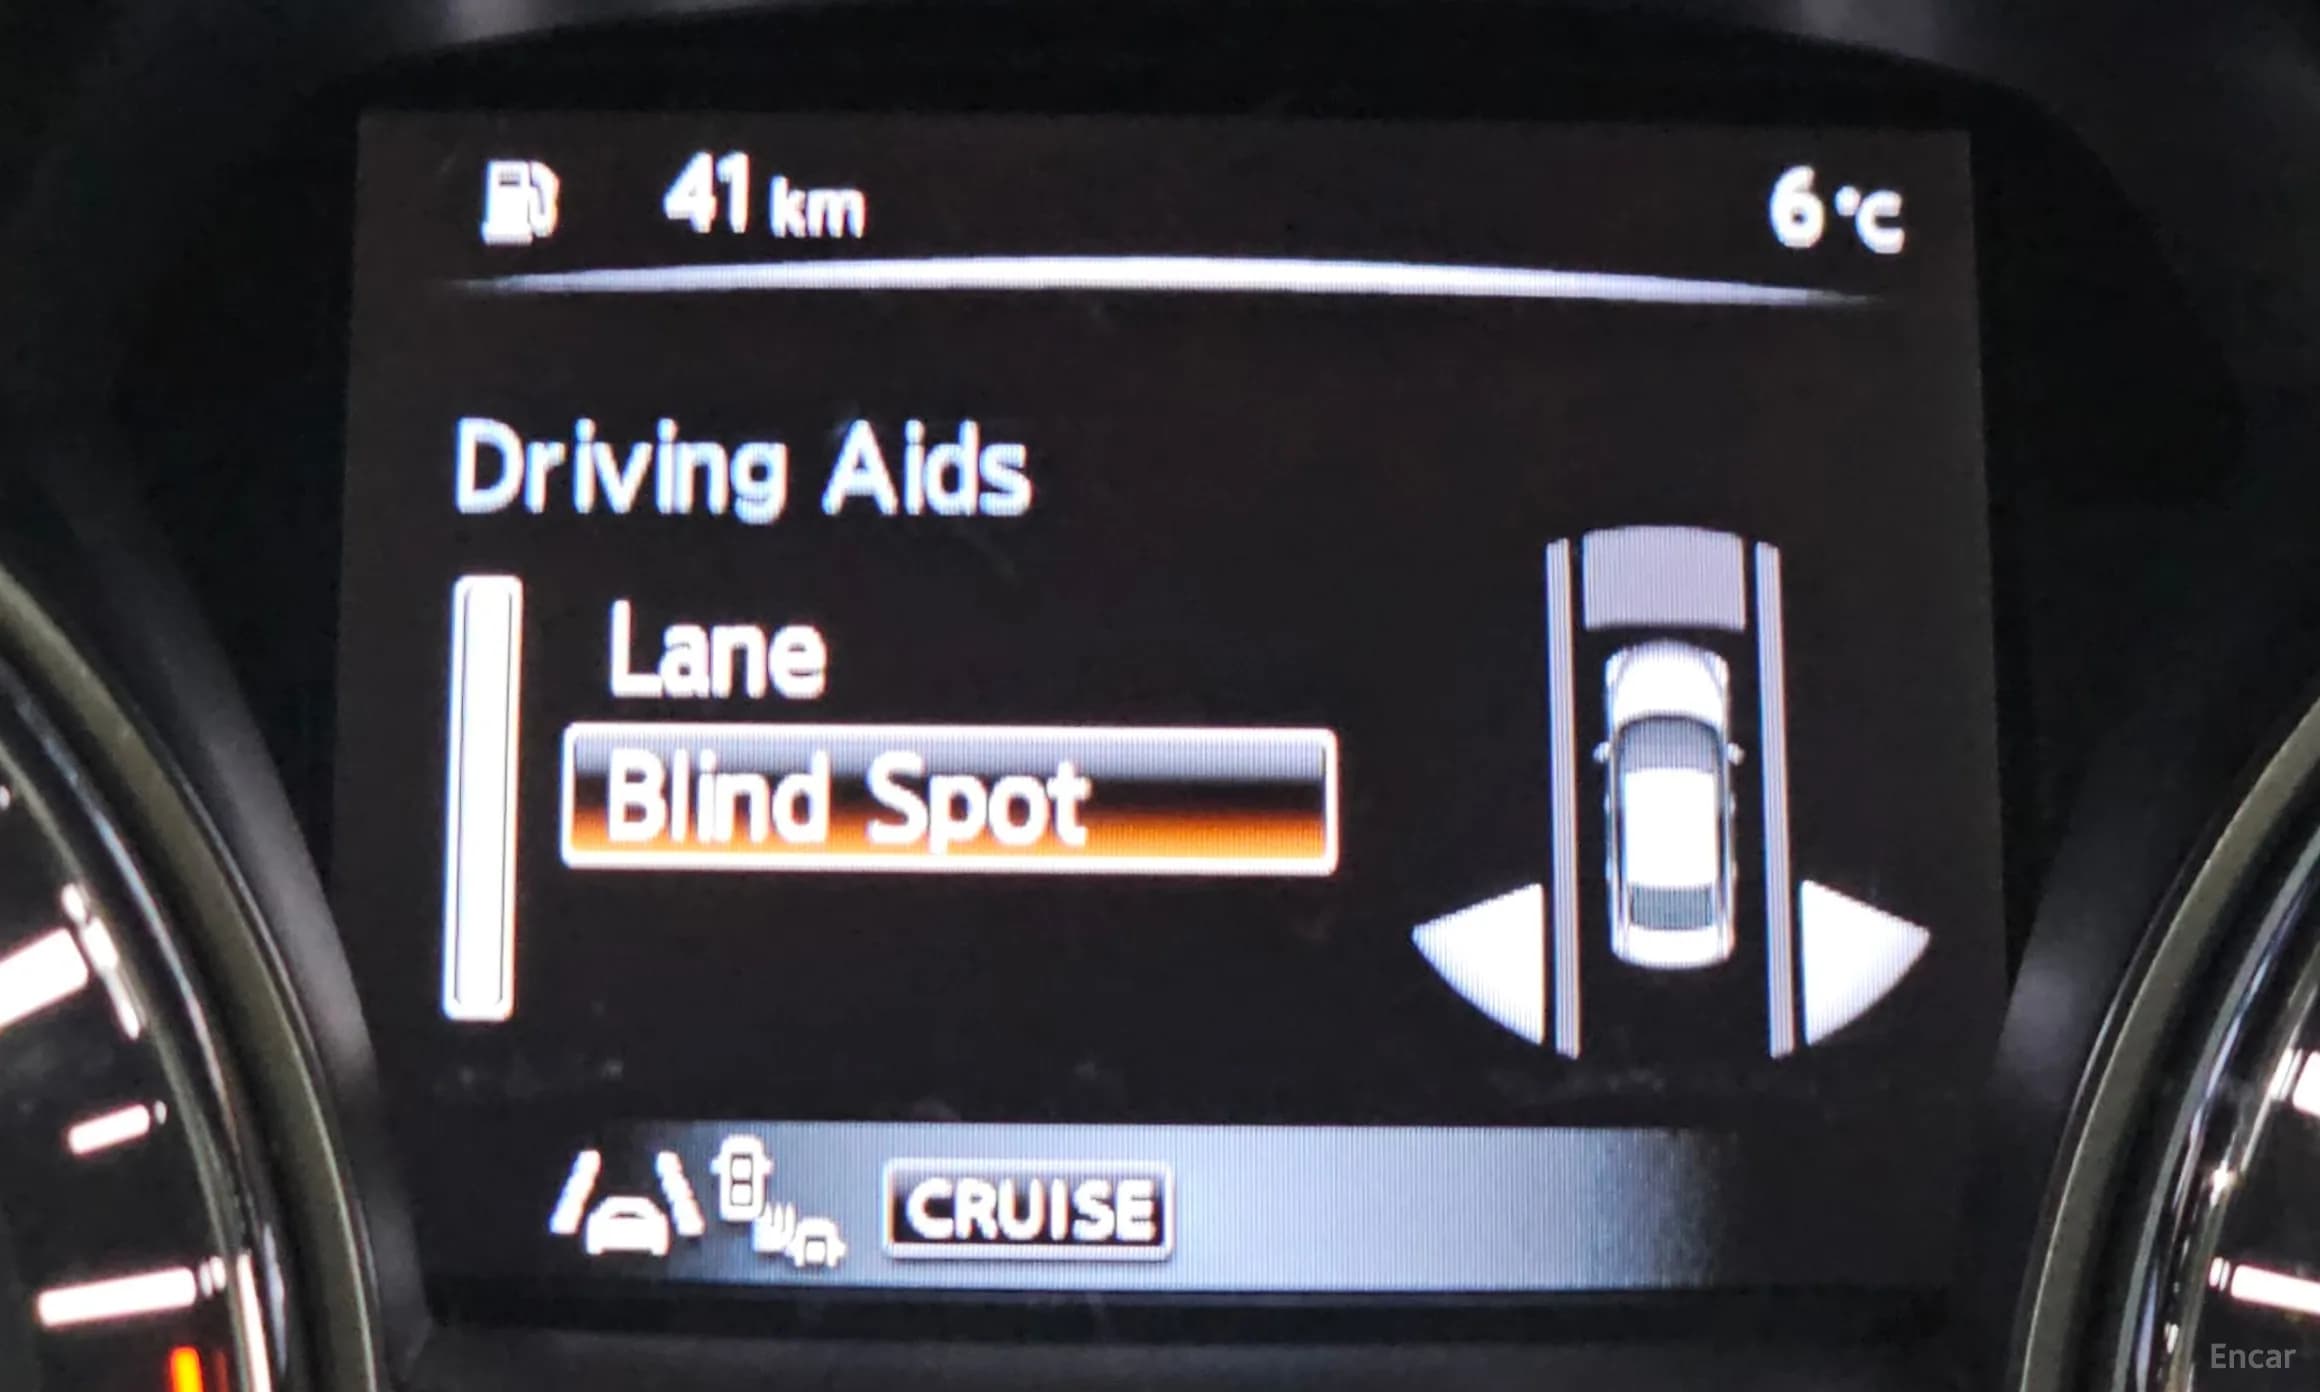 41 km 6°C
Driving Aids
Lane
Blind Spot
CRUISE
Encar